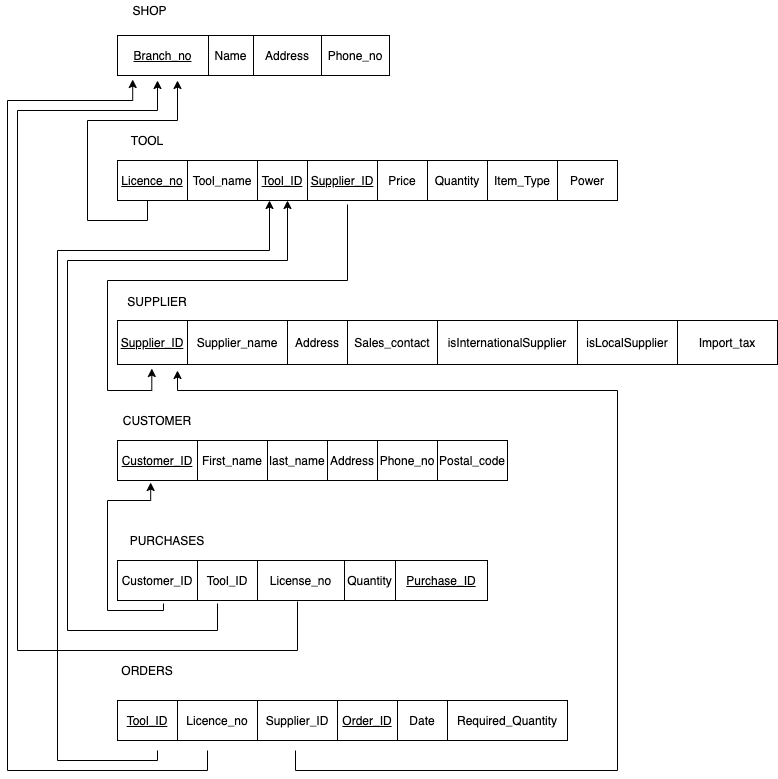 SHOP
Branch_no Name Address Phone_no
TOOL
Licence_no Tool_name Tool_ID Supplier_ID Price Quantity Item_Type Power
SUPPLIER
Supplier_ID Supplier_name Address Sales_contact isInternationalSupplier isLocalSupplier Import_tax
CUSTOMER
Customer_ID First_name last_name Address Phone_no Postal_code
PURCHASES
Customer_ID Tool_ID License_no Quantity Purchase_ID
ORDERS
Tool_ID Licence_no Supplier_ID Order_ID Date Required_Quantity